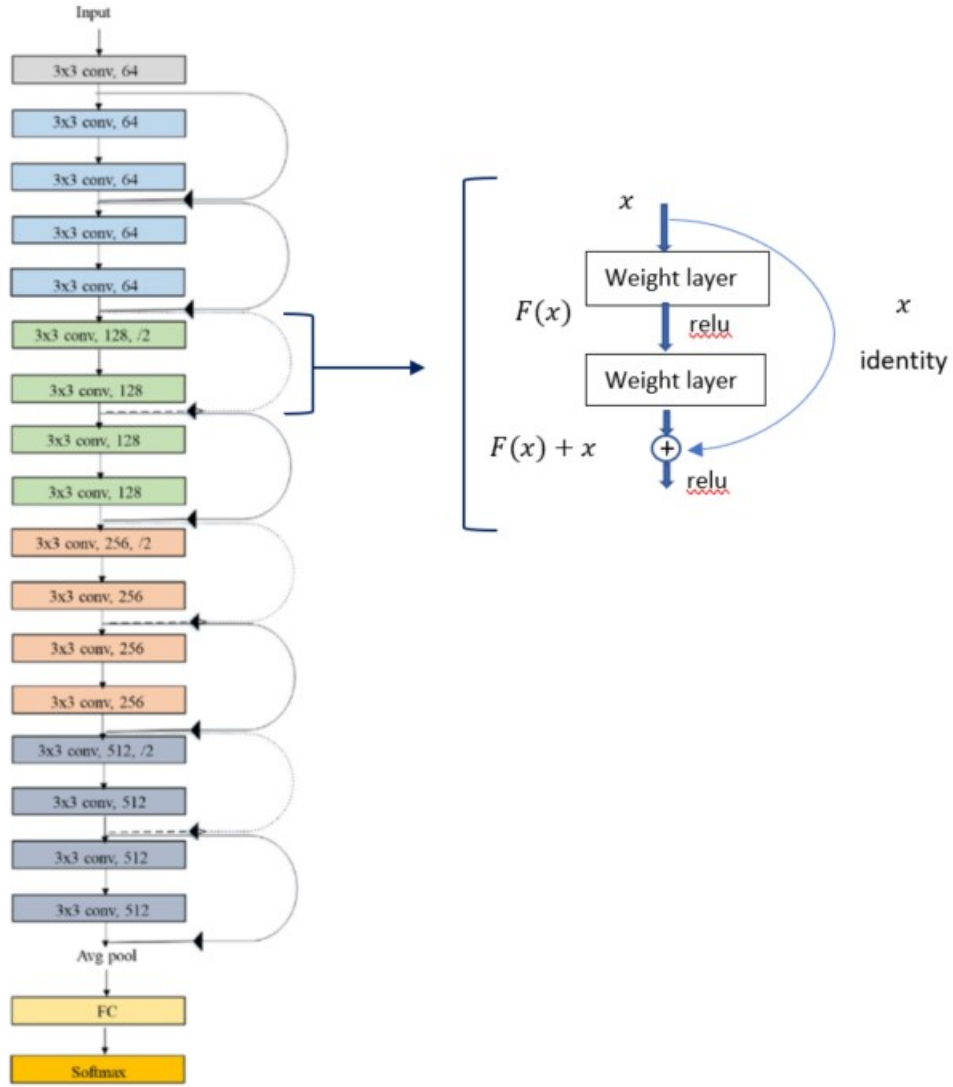 Input
3x3 conv, 64
3x3 conv, 64
3x3 conv, 64
3x3 conv, 64
3x3 conv, 64
3x3 conv, 128, /2
3x3 conv, 128
3x3 conv, 128
3x3 conv, 128
3x3 conv, 256, /2
3x3 conv, 256
3x3 conv, 256
3x3 conv, 256
3x3 conv, 512, /2
3x3 conv, 512
3x3 conv, 512
3x3 conv, 512
Avg pool
FC
Softmax
x
Weight layer
F(x)
relu
Weight layer
F(x) + x
+
relu
x
identity